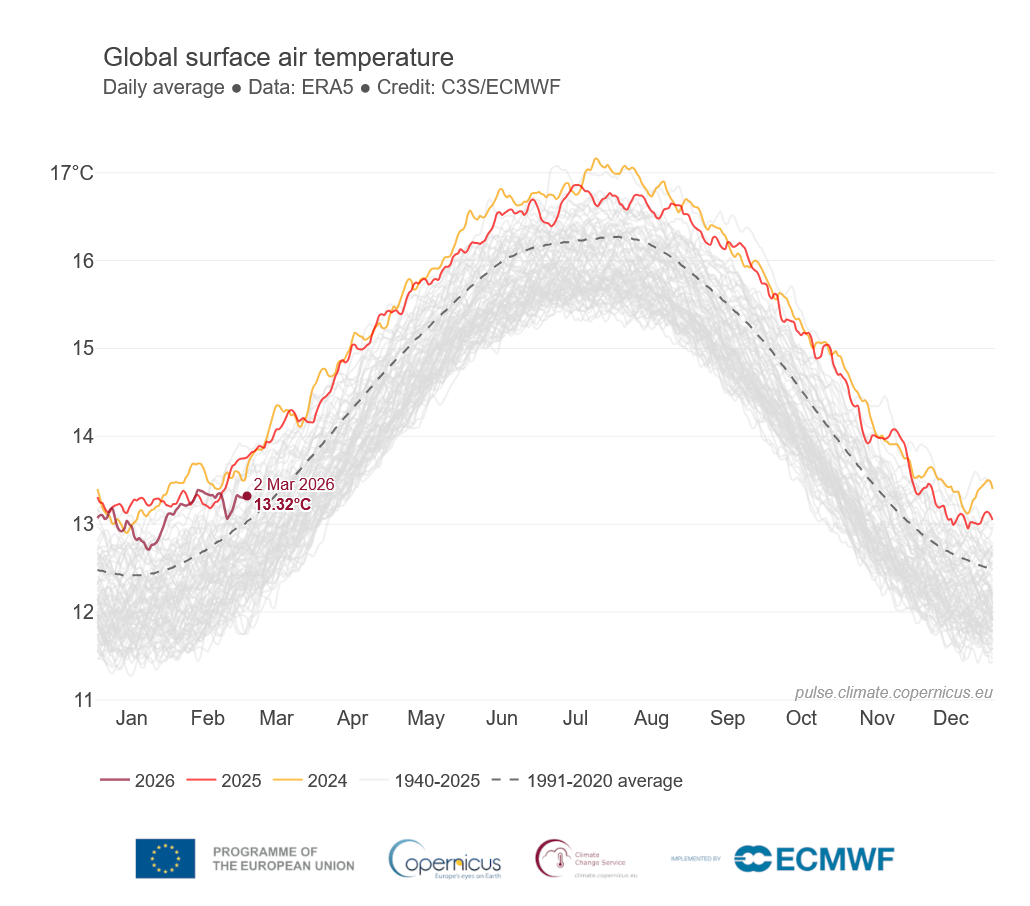 Global surface air temperature
Daily average ● Data: ERA5 ● Credit: C3S/ECMWF
17°C
16
15
14
13
12
11
2 Mar 2026
13.32°C
pulse.climate.copernicus.eu
Jan Feb Mar Apr May Jun Jul Aug Sep Oct Nov Dec
2026 2025 2024 1940-2025 1991-2020 average
PROGRAMME OF
THE EUROPEAN UNION
opernicus
Europe's eyes on Earth
Climate
Change Service
climate.copernicus.eu
IMPLEMENTED BY
ECMWF